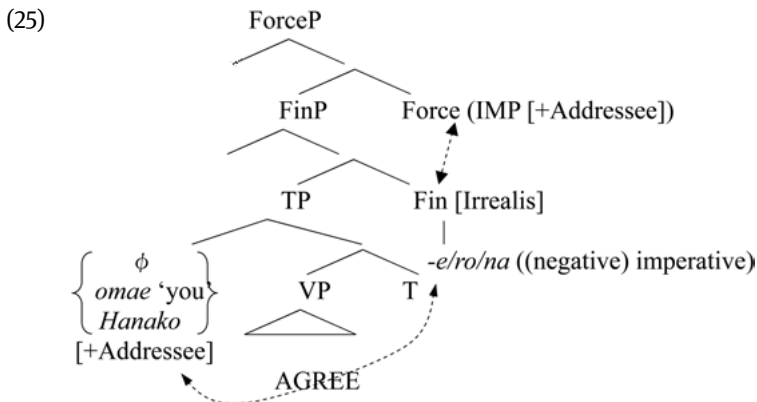 (25)
ForceP
FinP Force (IMP [+Addressee])
TP Fin [Irrealis]
ϕ
-e/ro/na ((negative) imperative)
omae ‘you’
VP T
Hanako
[+Addressee]
AGREE